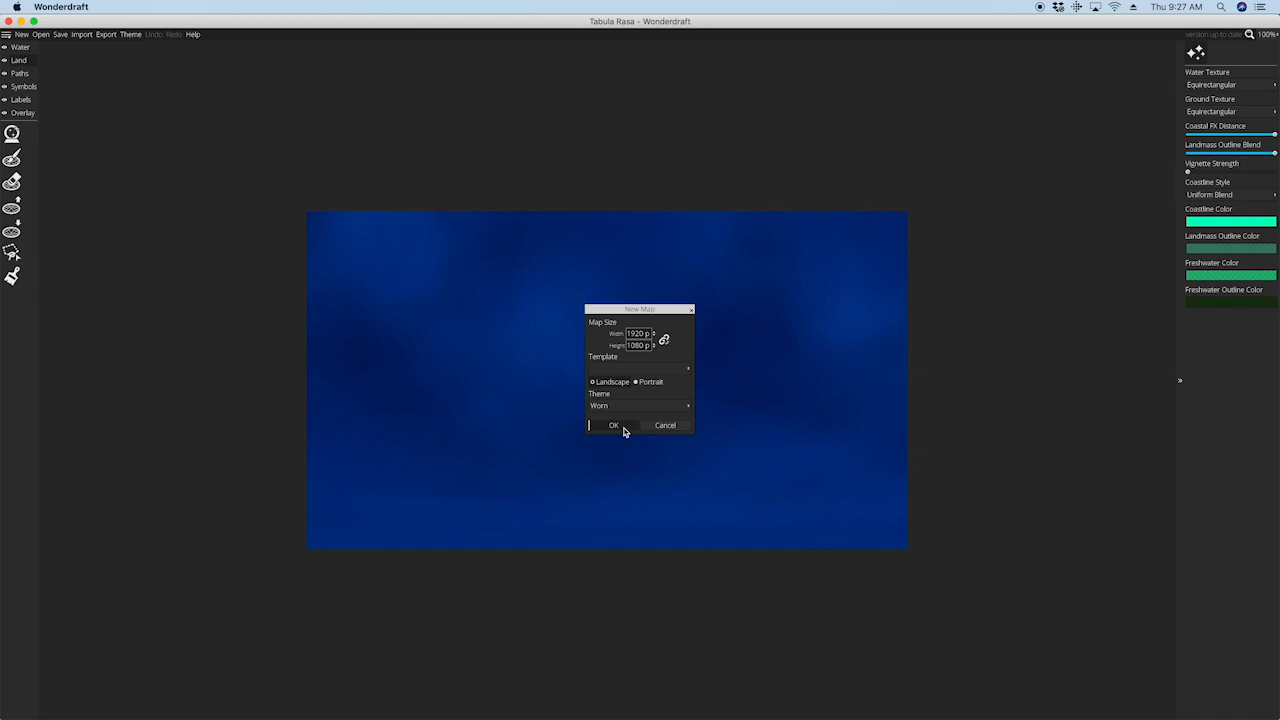 Wonderdraft
Thu 9:27 AM
Tabula Rasa - Wonderdraft
New Open Save Import Export Theme Undo Redo Help
version up to date 100%
Water
Land
Paths
Symbols
Labels
Overlay
New Map
Map Size
Width 1920 p
Height 1080 p
Template
Landscape Portrait
Theme
Worn
OK Cancel
Water Texture
Equirectangular
Ground Texture
Equirectangular
Coastal FX Distance
Landmass Outline Blend
Vignette Strength
Coastline Style
Uniform Blend
Coastline Color
Landmass Outline Color
Freshwater Color
Freshwater Outline Color